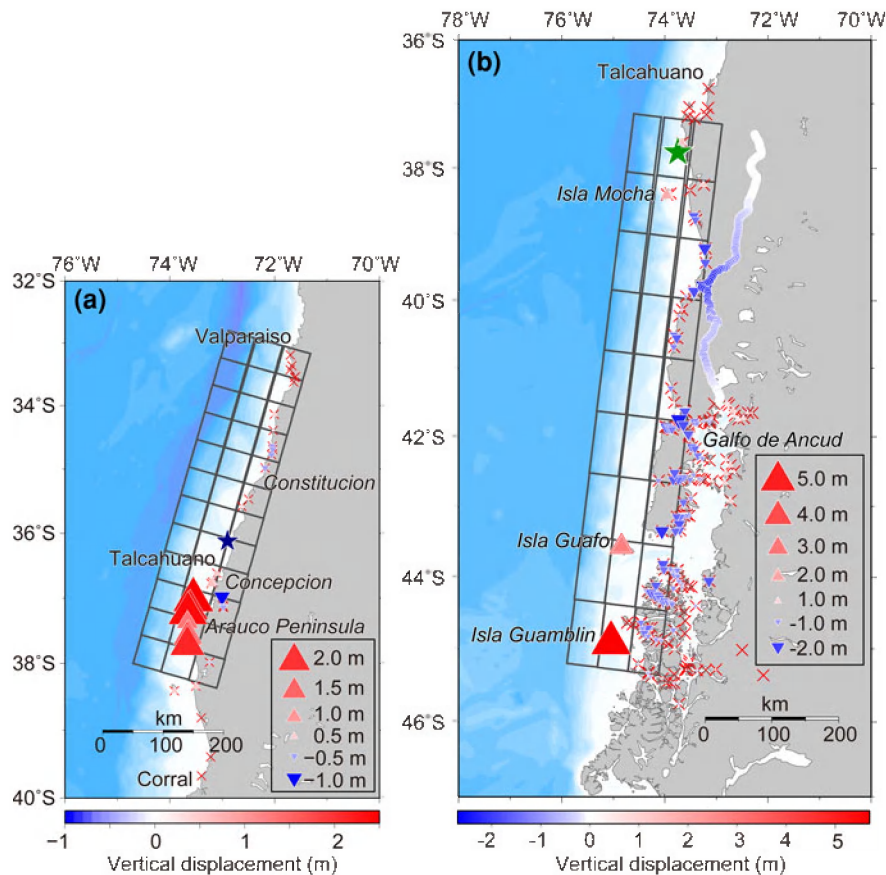 78°W 76°W 74°W 72°W 70°W
36°S
(b)
Talcahuano
38°S
Isla Mocha
76°W 74°W 72°W 70°W
32°S
(a)
40°S
Valparaiso
34°S
42°S
Galfo de Ancud
5.0 m
4.0 m
3.0 m
2.0 m
1.0 m
-1.0 m
-2.0 m
Constitucion
36°S
Isla Guafo
Talcahuano
44°S
Concepcion
Arauco Peninsula
Isla Guamblin
38°S
2.0 m
1.5 m
1.0 m
0.5 m
−0.5 m
−1.0 m
km
0 100 200
km
0 100 200
46°S
Corral
40°S
−1 0 1 2
Vertical displacement (m)
-2 -1 0 1 2 3 4 5
Vertical displacement (m)